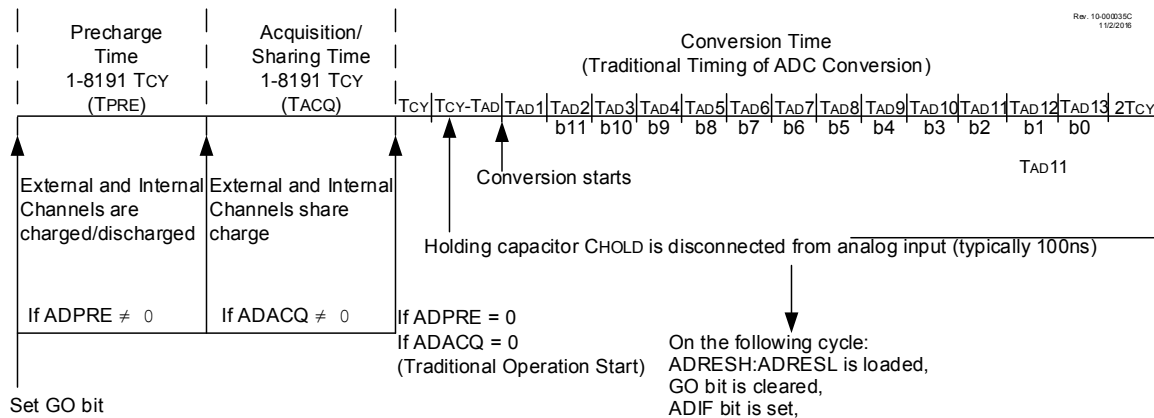 Rev. 10-000035C
11/2/2016
Precharge
Time
1-8191 TCY
(TPRE)
Acquisition/
Sharing Time
1-8191 TCY
(TACQ)
Conversion Time
(Traditional Timing of ADC Conversion)
TCY TCY-TAD TAD1 TAD2 TAD3 TAD4 TAD5 TAD6 TAD7 TAD8 TAD9 TAD10 TAD11 TAD12 TAD13 2TCY
b11 b10 b9 b8 b7 b6 b5 b4 b3 b2 b1 b0
TAD11
External and Internal
Channels are
charged/discharged
External and Internal
Channels share
charge
Conversion starts
Holding capacitor CHOLD is disconnected from analog input (typically 100ns)
If ADPRE ≠ 0
If ADACQ ≠ 0
If ADPRE = 0
If ADACQ = 0
(Traditional Operation Start)
On the following cycle:
ADRESH:ADRESL is loaded,
GO bit is cleared,
ADIF bit is set,
Set GO bit